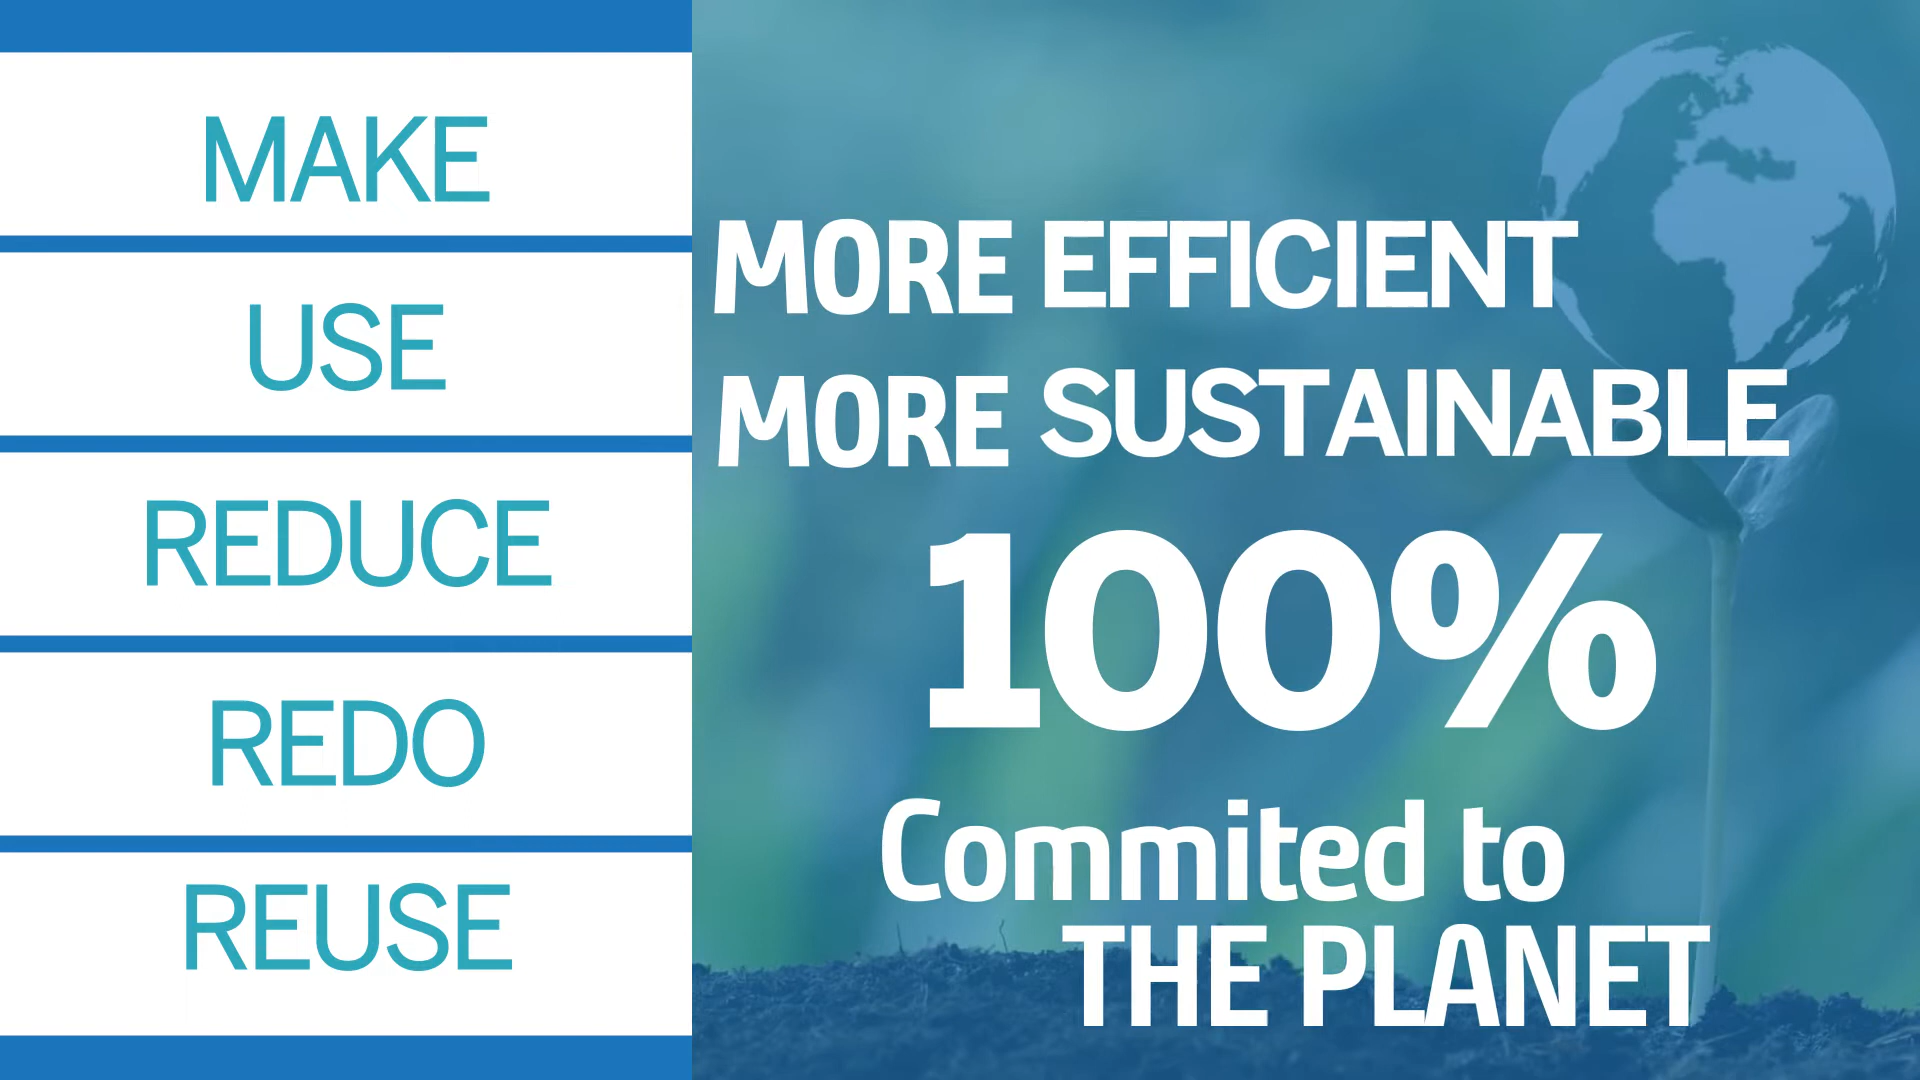 MAKE
USE
REDUCE
REDO
REUSE
MORE EFFICIENT
MORE SUSTAINABLE
100%
Commited to
THE PLANET